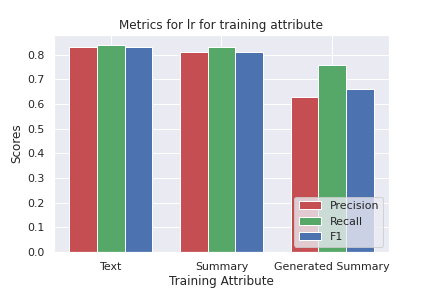 Metrics for lr for training attribute
Scores
0.8
0.7
0.6
0.5
0.4
0.3
0.2
0.1
0.0
Precision
Recall
F1
Text Summary Generated Summary
Training Attribute